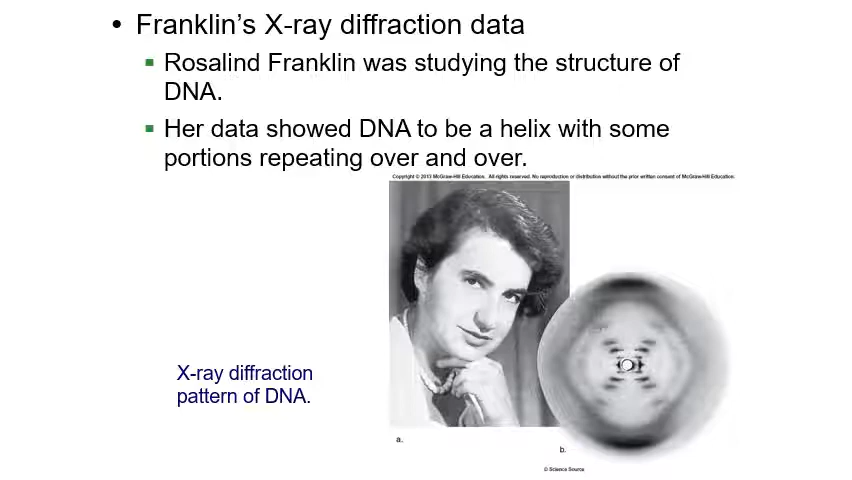 • Franklin’s X-ray diffraction data
▪ Rosalind Franklin was studying the structure of
DNA.
▪ Her data showed DNA to be a helix with some
portions repeating over and over.
Copyright © 2013 McGraw-Hill Education. All rights reserved. No reproduction or distribution without the prior written consent of McGraw-Hill Education.
X-ray diffraction
pattern of DNA.
a.
b.
© Science Source